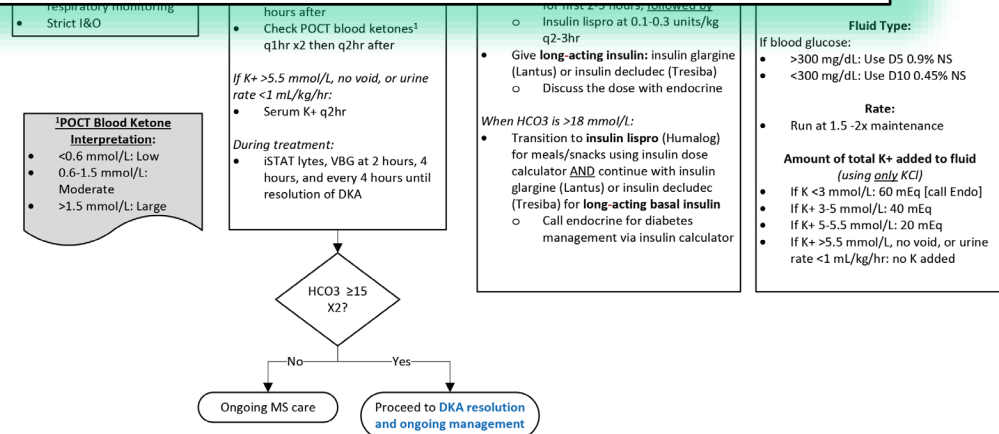 respiratory monitoring
• Strict I&O
¹POCT Blood Ketone
Interpretation:
• <0.6 mmol/L: Low
• 0.6-1.5 mmol/L:
Moderate
• >1.5 mmol/L: Large
hours after
• Check POCT blood ketones¹
q1hr x2 then q2hr after
If K+ >5.5 mmol/L, no void, or urine
rate <1 mL/kg/hr:
• Serum K+ q2hr
During treatment:
• iSTAT lytes, VBG at 2 hours, 4
hours, and every 4 hours until
resolution of DKA
for first 2-3 hours, followed by
o Insulin lispro at 0.1-0.3 units/kg
q2-3hr
• Give long-acting insulin: insulin glargine
(Lantus) or insulin decludec (Tresiba)
o Discuss the dose with endocrine
When HCO3 is >18 mmol/L:
• Transition to insulin lispro (Humalog)
for meals/snacks using insulin dose
calculator AND continue with insulin
glargine (Lantus) or insulin decludec
(Tresiba) for long-acting basal insulin
o Call endocrine for diabetes
management via insulin calculator
Fluid Type:
If blood glucose:
• >300 mg/dL: Use D5 0.9% NS
• <300 mg/dL: Use D10 0.45% NS
Rate:
• Run at 1.5 -2x maintenance
Amount of total K+ added to fluid
(using only KCl)
• If K <3 mmol/L: 60 mEq [call Endo]
• If K+ 3-5 mmol/L: 40 mEq
• If K+ 5-5.5 mmol/L: 20 mEq
• If K+ >5.5 mmol/L, no void, or urine
rate <1 mL/kg/hr: no K added
HCO3 ≥15
X2?
No
Yes
Ongoing MS care
Proceed to DKA resolution
and ongoing management